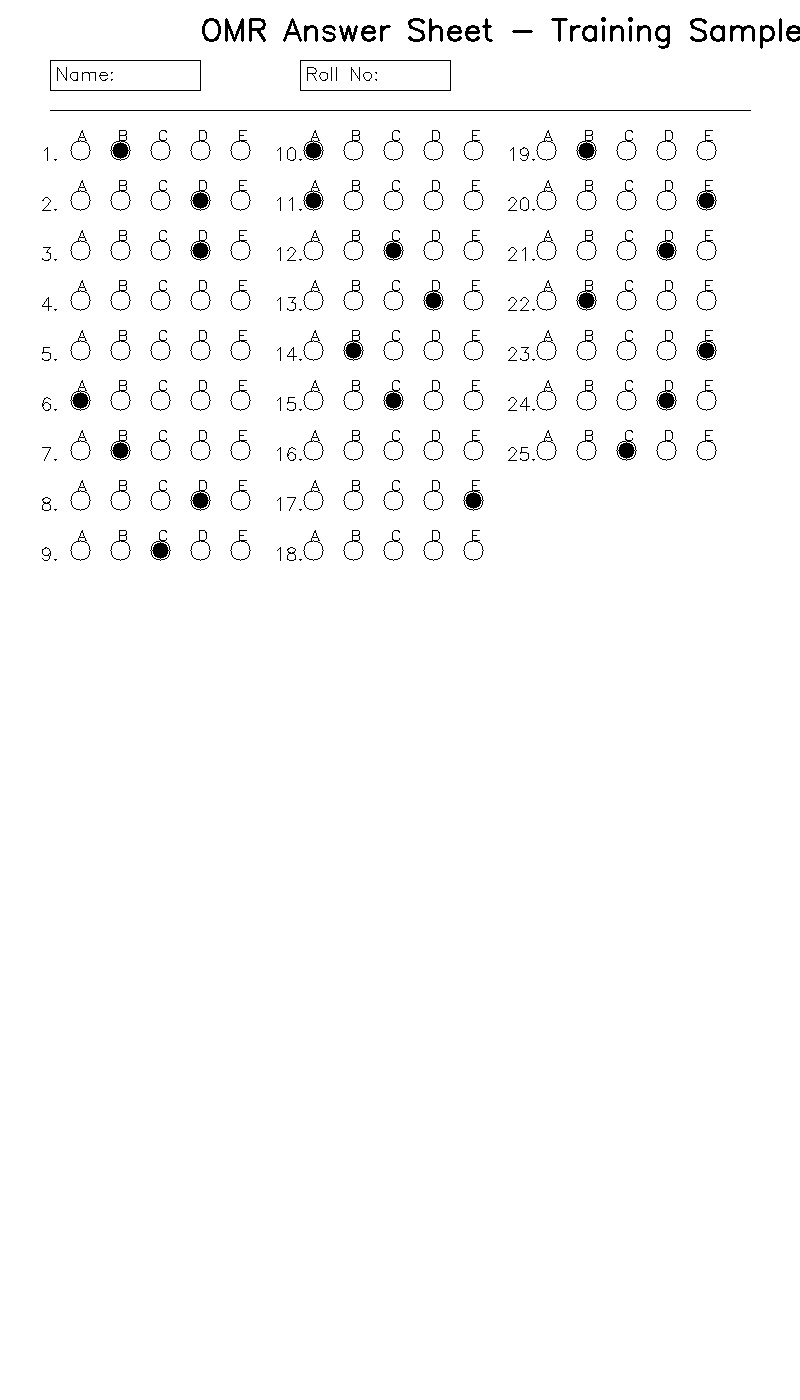 OMR Answer Sheet - Training Sample
Name: Roll No:
A B C D E A B C D E A B C D E
1. 10. 19.
A B C D E A B C D E A B C D E
2. 11. 20.
A B C D E A B C D E A B C D E
3. 12. 21.
A B C D E A B C D E A B C D E
4. 13. 22.
A B C D E A B C D E A B C D E
5. 14. 23.
A B C D E A B C D E A B C D E
6. 15. 24.
A B C D E A B C D E A B C D E
7. 16. 25.
A B C D E A B C D E
8. 17.
A B C D E A B C D E
9. 18.